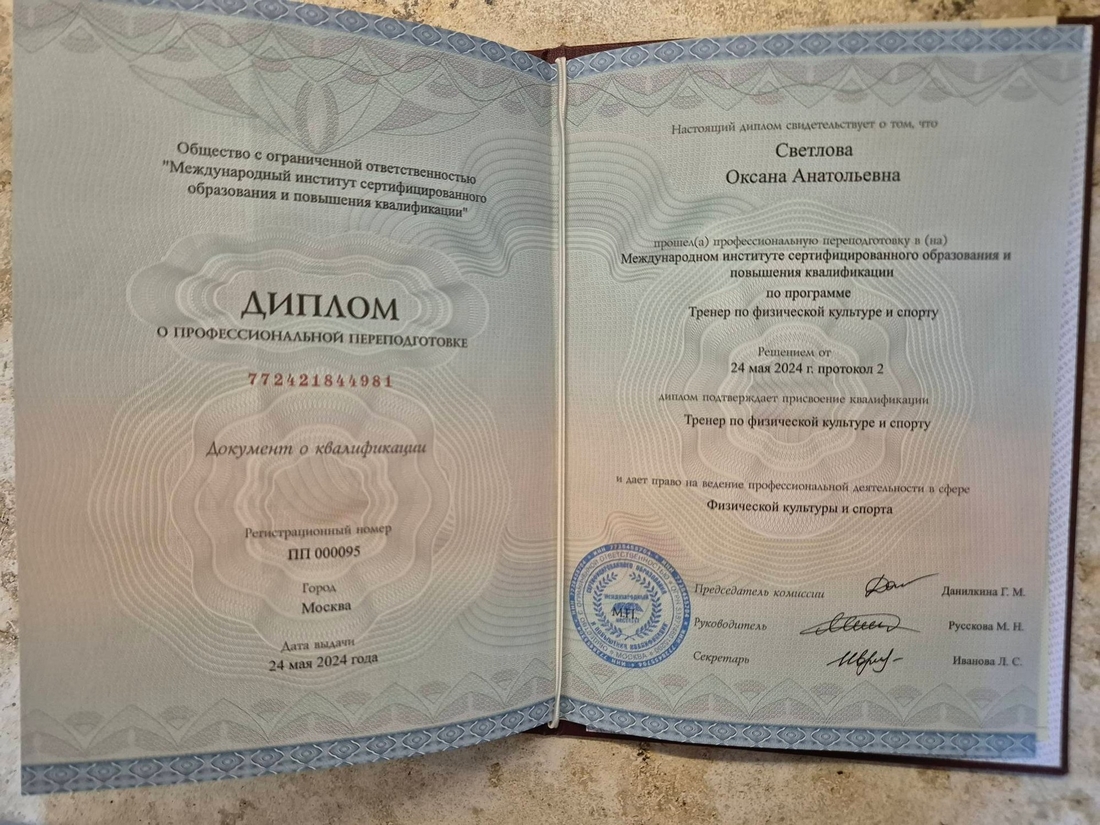 Общество с ограниченной ответственностью
"Международный институт сертифицированного
образования и повышения квалификации"
ДИПЛОМ
О ПРОФЕССИОНАЛЬНОЙ ПЕРЕПОДГОТОВКЕ
772421844981
Документ о квалификации
Регистрационный номер
ПП 000095
Город
Москва
Дата выдачи
24 мая 2024 года
Настоящий диплом свидетельствует о том, что
Светлова
Оксана Анатольевна
прошел(а) профессиональную переподготовку в (на)
Международном институте сертифицированного образования и
повышения квалификации
по программе
Тренер по физической культуре и спорту
Решением от
24 мая 2024 г. протокол 2
диплом подтверждает присвоение квалификации
Тренер по физической культуре и спорту
и дает право на ведение профессиональной деятельности в сфере
Физической культуры и спорта
МЕЖДУНАРОДНЫЙ
ИНСТИТУТ
М.П.
МОСКВА
Председатель комиссии
Данилкина Г. М.
Руководитель
Русскова М. Н.
Секретарь
Иванова Л. С.